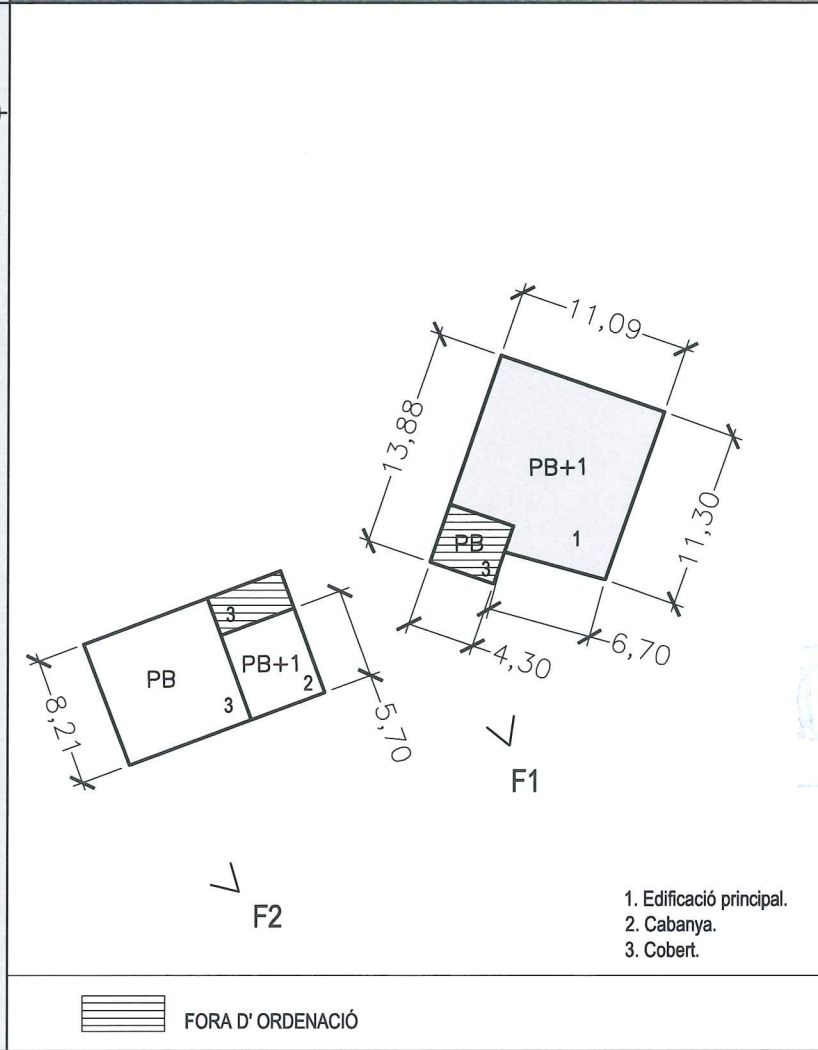 11,09
13,88
PB+1
11,30
1
PB
3
4,30
6,70
3
PB+1
PB
2
3
8,21
5,70
F1
F2
1. Edificació principal.
2. Cabanya.
3. Cobert.
FORA D' ORDENACIÓ